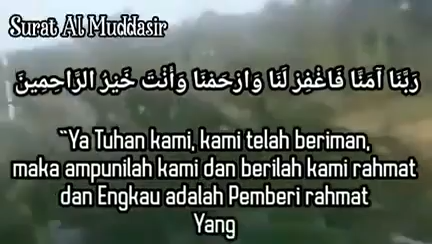 Surat Al Muddasir
رَبَّنَا آمَنَّا فَاغْفِرْ لَنَا وَارْحَمْنَا وَأَنْتَ خَيْرُ الرَّاحِمِينَ
"Ya Tuhan kami, kami telah beriman,
maka ampunilah kami dan berilah kami rahmat
dan Engkau adalah Pemberi rahmat
Yang